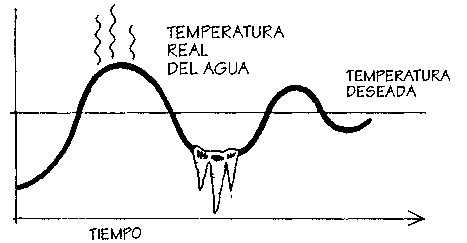 TEMPERATURA
REAL
DEL AGUA
TEMPERATURA
DESEADA
TIEMPO